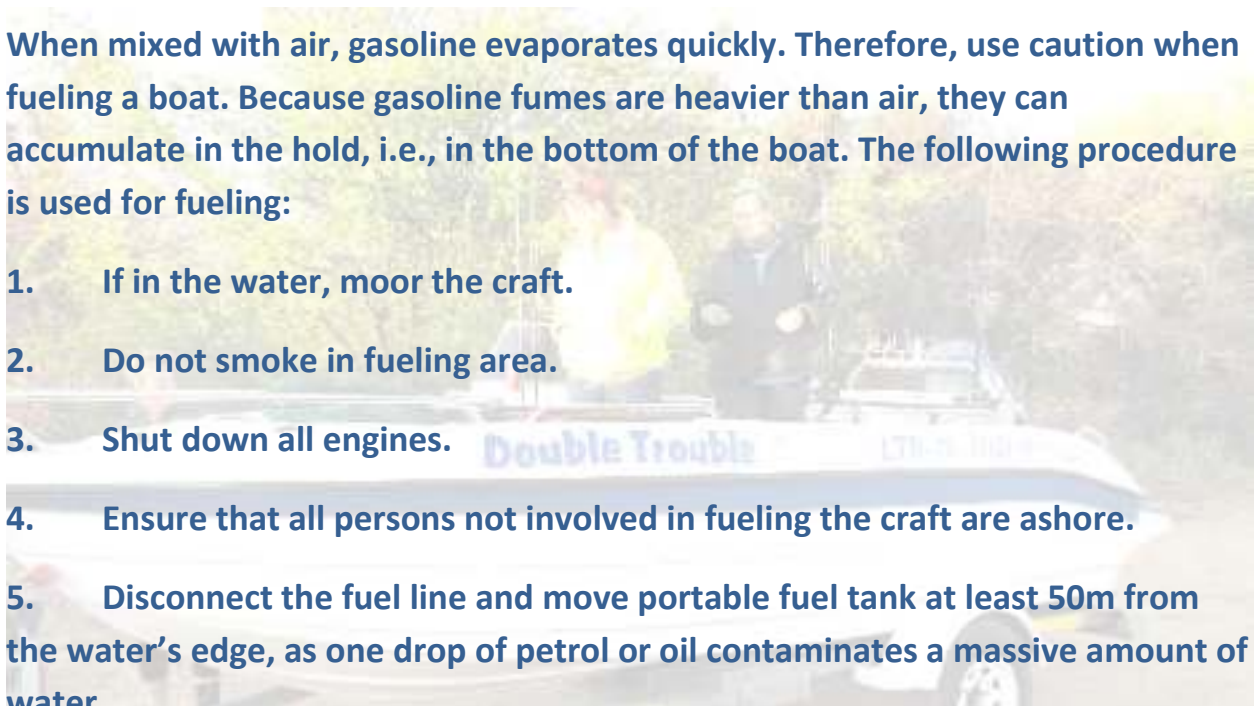 When mixed with air, gasoline evaporates quickly. Therefore, use caution when
fueling a boat. Because gasoline fumes are heavier than air, they can
accumulate in the hold, i.e., in the bottom of the boat. The following procedure
is used for fueling:
1. If in the water, moor the craft.
2. Do not smoke in fueling area.
3. Shut down all engines.
Double Trouble
4. Ensure that all persons not involved in fueling the craft are ashore.
5. Disconnect the fuel line and move portable fuel tank at least 50m from
the water's edge, as one drop of petrol or oil contaminates a massive amount of
water